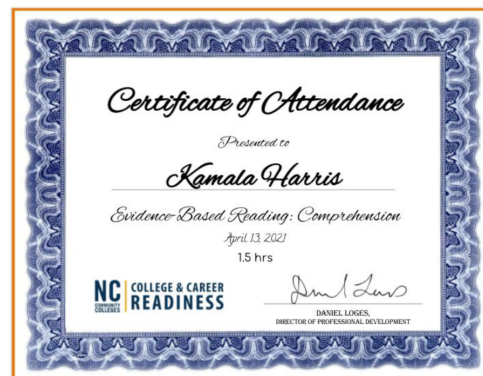 Certificate of Attendance
Presented to
Kamala Harris
Evidence-Based Reading: Comprehension
April 13, 2021
1.5 hrs
NC COMMUNITY COLLEGES COLLEGE & CAREER READINESS
DANIEL LOGES,
DIRECTOR OF PROFESSIONAL DEVELOPMENT